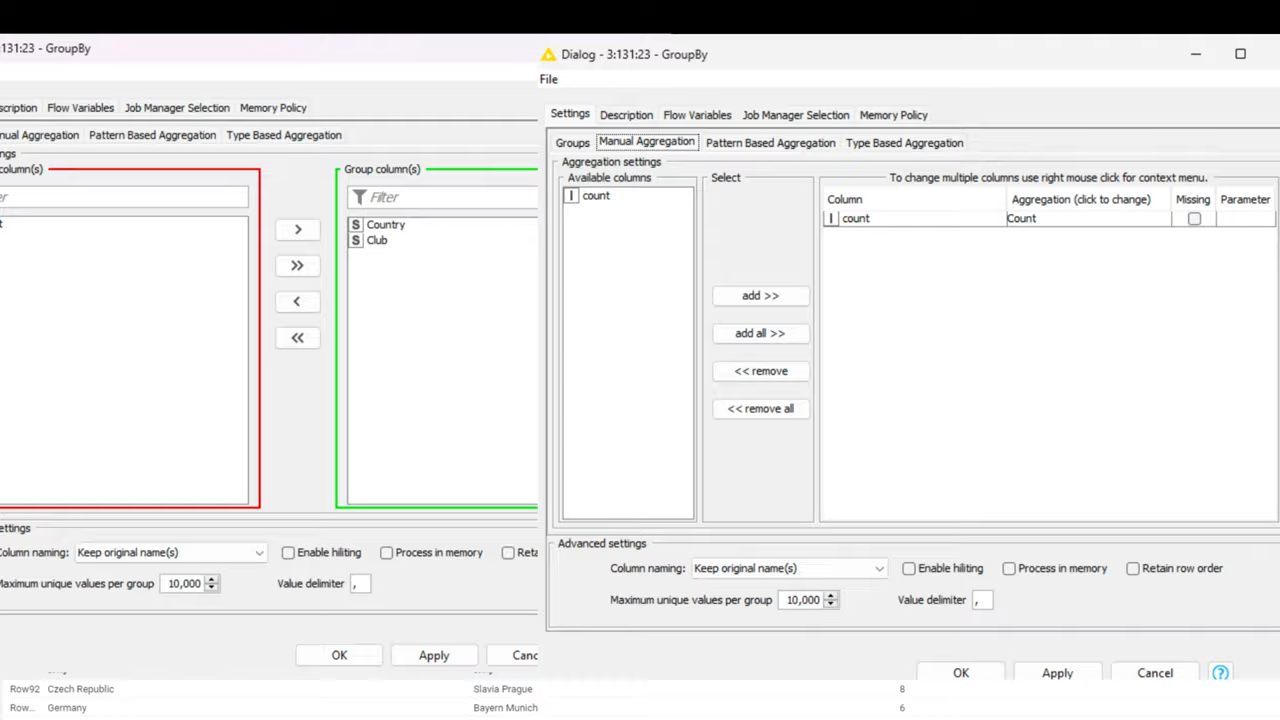 :131:23 - GroupBy
scription Flow Variables Job Manager Selection Memory Policy
nual Aggregation Pattern Based Aggregation Type Based Aggregation
ngs
column(s)
Group column(s)
er
Filter
t
S Country
S Club
>
>>
<
<<
ettings
Column naming: Keep original name(s) Enable hiliting Process in memory Reta
Maximum unique values per group 10,000 Value delimiter ,
OK Apply Canc
Dialog - 3:131:23 - GroupBy
File
Settings Description Flow Variables Job Manager Selection Memory Policy
Groups Manual Aggregation Pattern Based Aggregation Type Based Aggregation
Aggregation settings
Available columns
I count
Select
add >>
add all >>
<< remove
<< remove all
To change multiple columns use right mouse click for context menu.
Column Aggregation (click to change) Missing Parameter
I count Count
Advanced settings
Column naming: Keep original name(s) Enable hiliting Process in memory Retain row order
Maximum unique values per group 10,000 Value delimiter ,
OK Apply Cancel ?
Row92 Czech Republic Slavia Prague 8
Row... Germany Bayern Munich 6